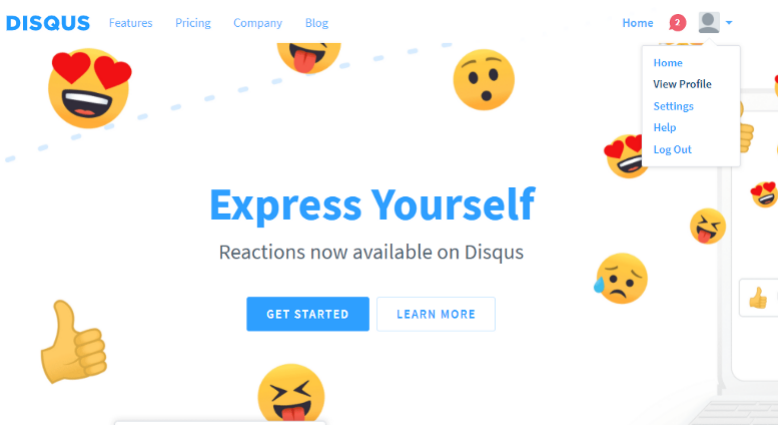 DISQUS Features Pricing Company Blog Home 2
Home
View Profile
Settings
Help
Log Out
Express Yourself
Reactions now available on Disqus
GET STARTED LEARN MORE